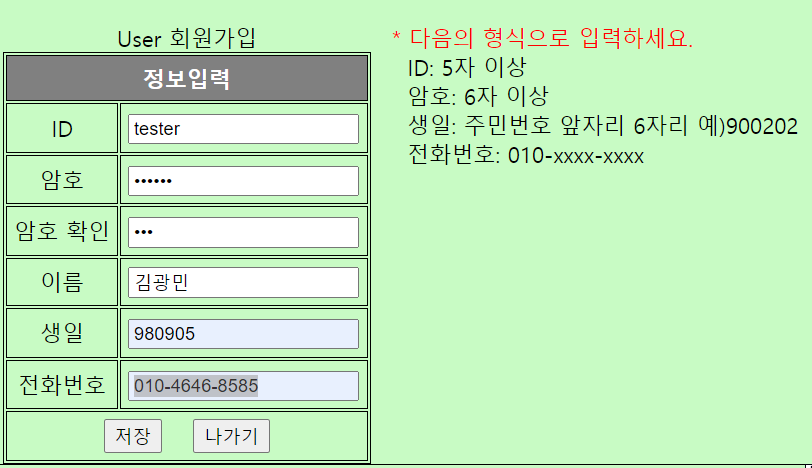 User 회원가입
정보입력
ID tester
암호 ••••••
암호 확인 •••
이름 김광민
생일 980905
전화번호 010-4646-8585
저장 나가기
* 다음의 형식으로 입력하세요.
ID: 5자 이상
암호: 6자 이상
생일: 주민번호 앞자리 6자리 예)900202
전화번호: 010-xxxx-xxxx